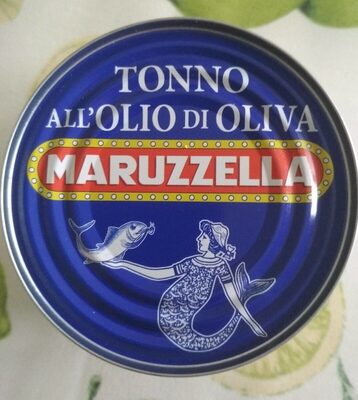 TONNO
ALL'OLIO DI OLIVA
MARUZZELLA